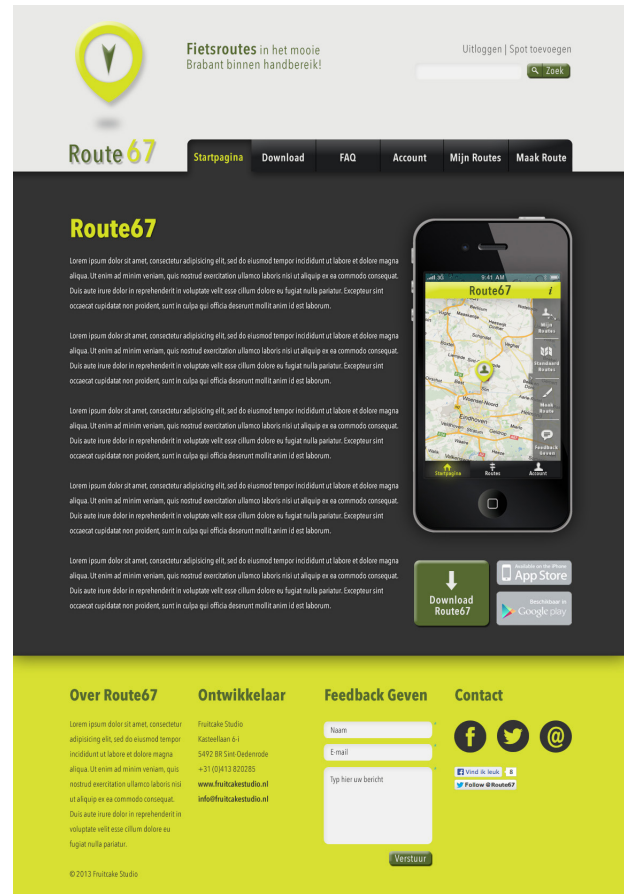 Fietsroutes in het mooie
Brabant binnen handbereik!
Uitloggen | Spot toevoegen
Zoek
Route 67
Startpagina
Download
FAQ
Account
Mijn Routes
Maak Route
Route67
Lorem ipsum dolor sit amet, consectetur adipisicing elit, sed do eiusmod tempor incididunt ut labore et dolore magna
aliqua. Ut enim ad minim veniam, quis nostrud exercitation ullamco laboris nisi ut aliquip ex ea commodo consequat.
Duis aute irure dolor in reprehenderit in voluptate velit esse cillum dolore eu fugiat nulla pariatur. Excepteur sint
occaecat cupidatat non proident, sunt in culpa qui officia deserunt mollit anim id est laborum.
Lorem ipsum dolor sit amet, consectetur adipisicing elit, sed do eiusmod tempor incididunt ut labore et dolore magna
aliqua. Ut enim ad minim veniam, quis nostrud exercitation ullamco laboris nisi ut aliquip ex ea commodo consequat.
Duis aute irure dolor in reprehenderit in voluptate velit esse cillum dolore eu fugiat nulla pariatur. Excepteur sint
occaecat cupidatat non proident, sunt in culpa qui officia deserunt mollit anim id est laborum.
Lorem ipsum dolor sit amet, consectetur adipisicing elit, sed do eiusmod tempor incididunt ut labore et dolore magna
aliqua. Ut enim ad minim veniam, quis nostrud exercitation ullamco laboris nisi ut aliquip ex ea commodo consequat.
Duis aute irure dolor in reprehenderit in voluptate velit esse cillum dolore eu fugiat nulla pariatur. Excepteur sint
occaecat cupidatat non proident, sunt in culpa qui officia deserunt mollit anim id est laborum.
Lorem ipsum dolor sit amet, consectetur adipisicing elit, sed do eiusmod tempor incididunt ut labore et dolore magna
aliqua. Ut enim ad minim veniam, quis nostrud exercitation ullamco laboris nisi ut aliquip ex ea commodo consequat.
Duis aute irure dolor in reprehenderit in voluptate velit esse cillum dolore eu fugiat nulla pariatur. Excepteur sint
occaecat cupidatat non proident, sunt in culpa qui officia deserunt mollit anim id est laborum.
Lorem ipsum dolor sit amet, consectetur adipisicing elit, sed do eiusmod tempor incididunt ut labore et dolore magna
aliqua. Ut enim ad minim veniam, quis nostrud exercitation ullamco laboris nisi ut aliquip ex ea commodo consequat.
Duis aute irure dolor in reprehenderit in voluptate velit esse cillum dolore eu fugiat nulla pariatur. Excepteur sint
occaecat cupidatat non proident, sunt in culpa qui officia deserunt mollit anim id est laborum.
3G 9:41 AM
Route67 i
Mijn
Routes
Standaard
Routes
Maak
Route
Feedback
Geven
Schijndel
Veghel
Boxtel
Best
Son
Eindhoven
Veldhoven
Geldrop
Startpagina
Routes
Account
Download
Route67
Available on the iPhone
App Store
Beschikbaar in
Google play
Over Route67
Lorem ipsum dolor sit amet, consectetur
adipisicing elit, sed do eiusmod tempor
incididunt ut labore et dolore magna
aliqua. Ut enim ad minim veniam, quis
nostrud exercitation ullamco laboris nisi
ut aliquip ex ea commodo consequat.
Duis aute irure dolor in reprehenderit in
voluptate velit esse cillum dolore eu
fugiat nulla pariatur.
© 2013 Fruitcake Studio
Ontwikkelaar
Fruitcake Studio
Kasteellaan 6-i
5492 BR Sint-Oedenrode
+31 (0)413 820285
www.fruitcakestudio.nl
info@fruitcakestudio.nl
Feedback Geven
Naam *
E-mail *
Typ hier uw bericht *
Verstuur
Contact
f
@
Vind ik leuk 8
Follow @Route67